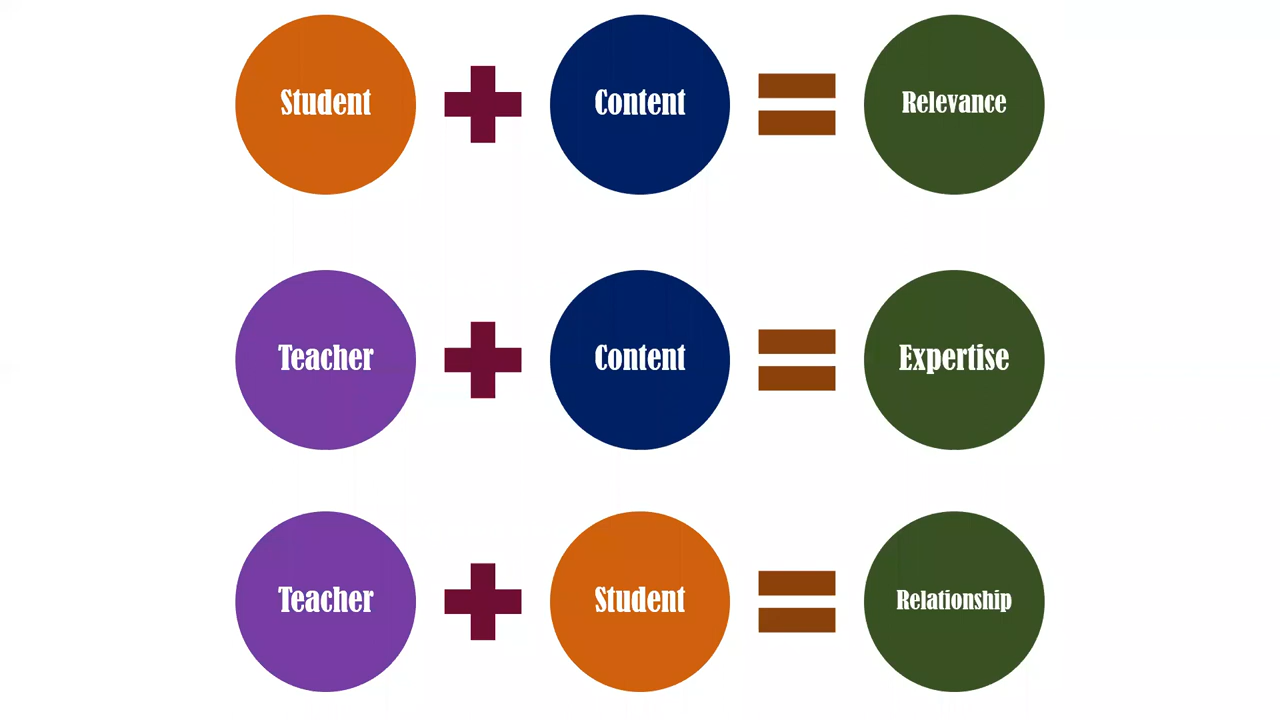 Student + Content = Relevance
Teacher + Content = Expertise
Teacher + Student = Relationship